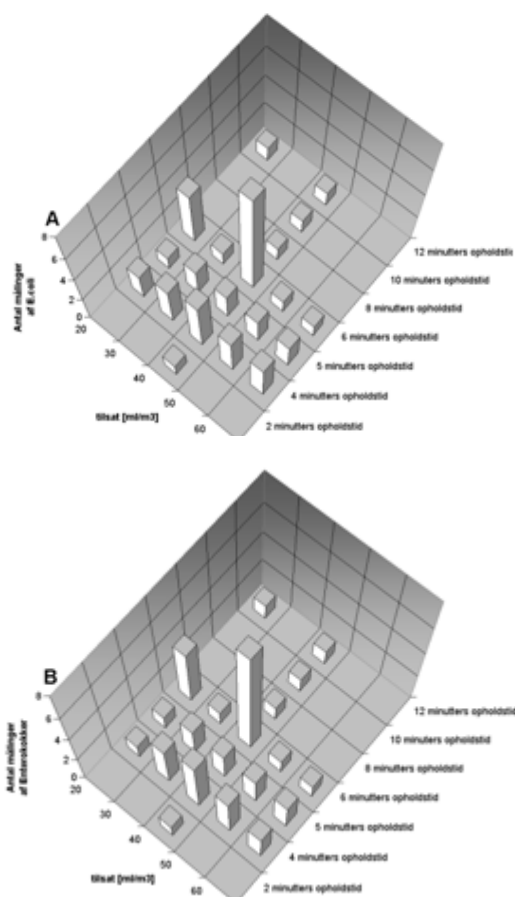 A
Antal målinger
af E.coli
8
6
4
2
0
20
30
40
50
60
tilsat [ml/m3]
12 minutters opholdstid
10 minuters opholdstid
8 minutters opholdstid
6 minutters opholdstid
5 minutters opholdstid
4 minutters opholdstid
2 minutters opholdstid
B
Antal målinger
af Enterokokker
8
6
4
2
0
20
30
40
50
60
tilsat [ml/m3]
12 minutters opholdstid
10 minuters opholdstid
8 minutters opholdstid
6 minutters opholdstid
5 minutters opholdstid
4 minutters opholdstid
2 minutters opholdstid